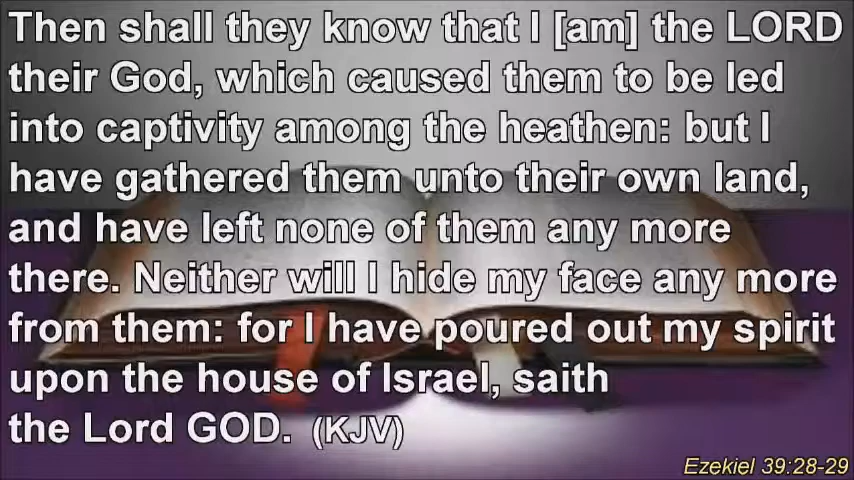 Then shall they know that I [am] the LORD
their God, which caused them to be led
into captivity among the heathen: but I
have gathered them unto their own land,
and have left none of them any more
there. Neither will I hide my face any more
from them: for I have poured out my spirit
upon the house of Israel, saith
the Lord GOD. (KJV)
Ezekiel 39:28-29